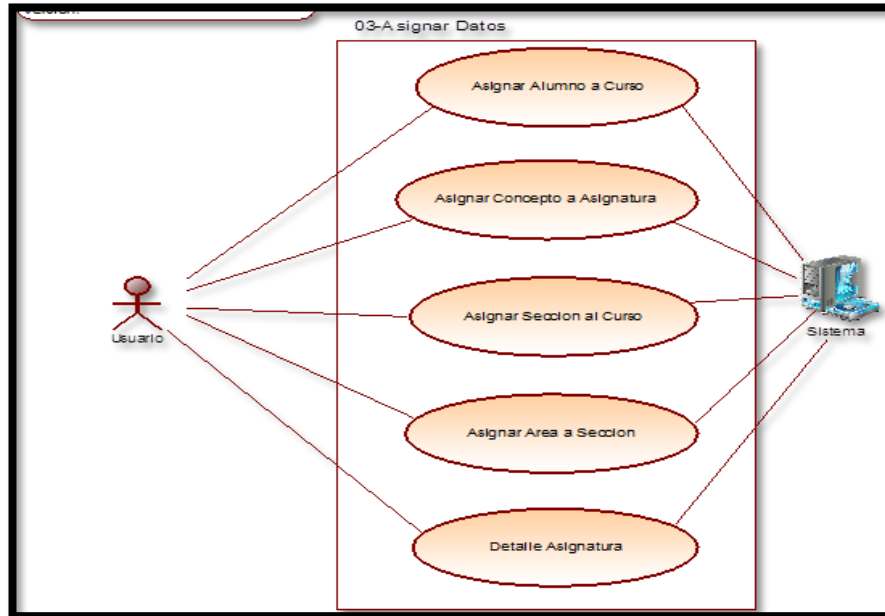 03-Asignar Datos
Asignar Alumno a Curso
Asignar Concepto a Asignatura
Asignar Seccion al Curso
Sistema
Usuario
Asignar Area a Seccion
Detalle Asignatura